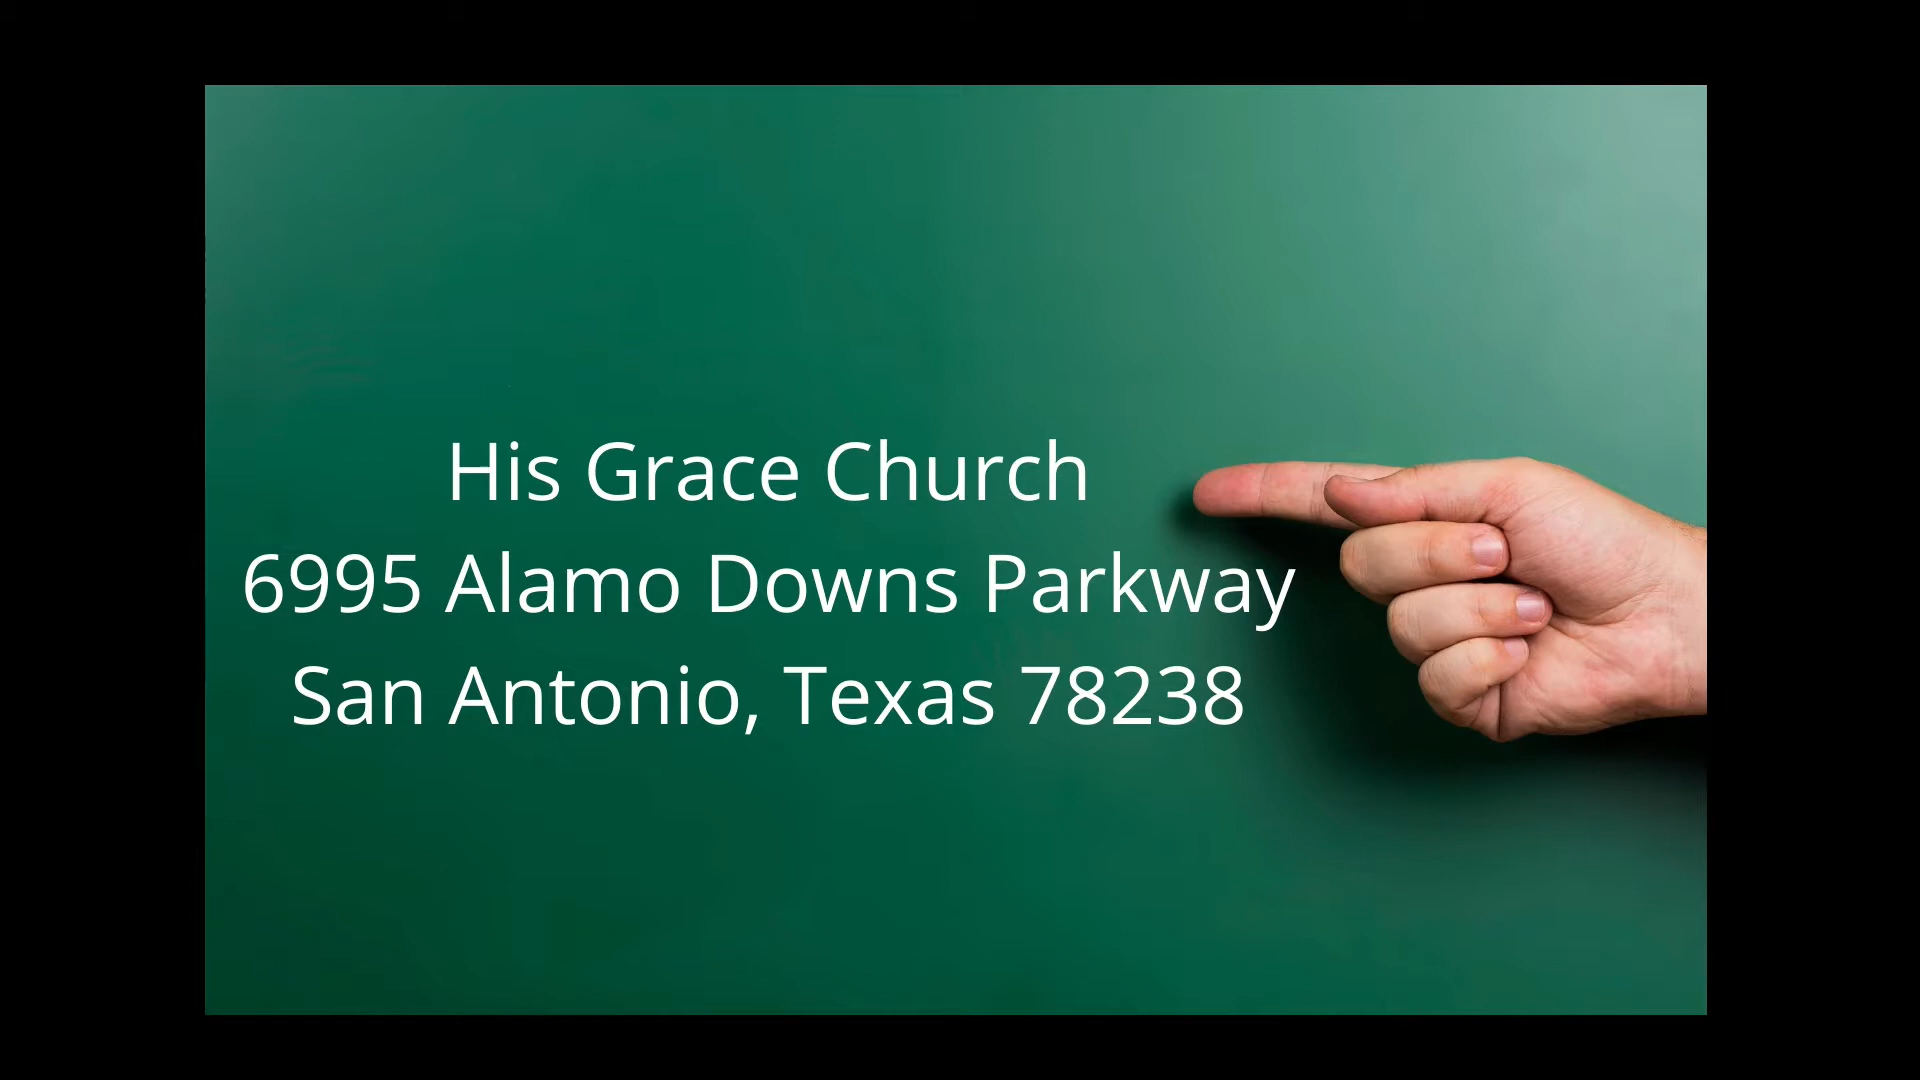 His Grace Church
6995 Alamo Downs Parkway
San Antonio, Texas 78238